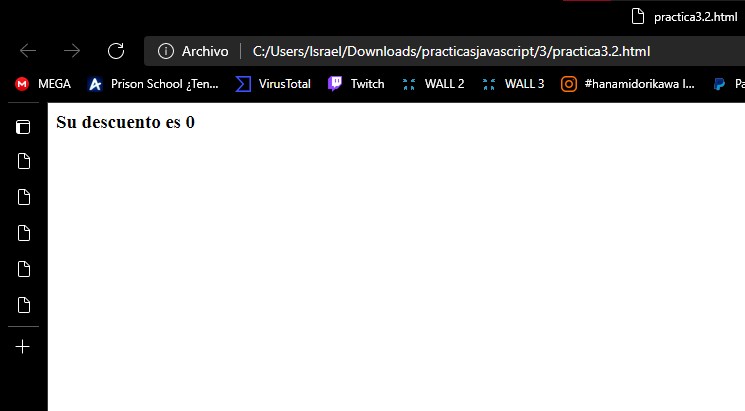 practica3.2.html
Archivo | C:/Users/Israel/Downloads/practicasjavascript/3/practica3.2.html
M MEGA A Prison School ¿Ten... VirusTotal Twitch WALL 2 WALL 3 #hanamidorikawa l... Pa
Su descuento es 0